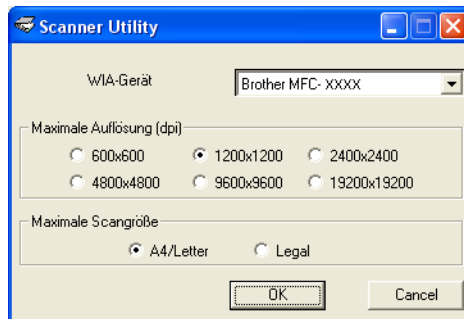 Scanner Utility
WIA-Gerät
Brother MFC- XXXX
Maximale Auflösung (dpi)
600x600 1200x1200 2400x2400
4800x4800 9600x9600 19200x19200
Maximale Scangröße
A4/Letter Legal
OK Cancel